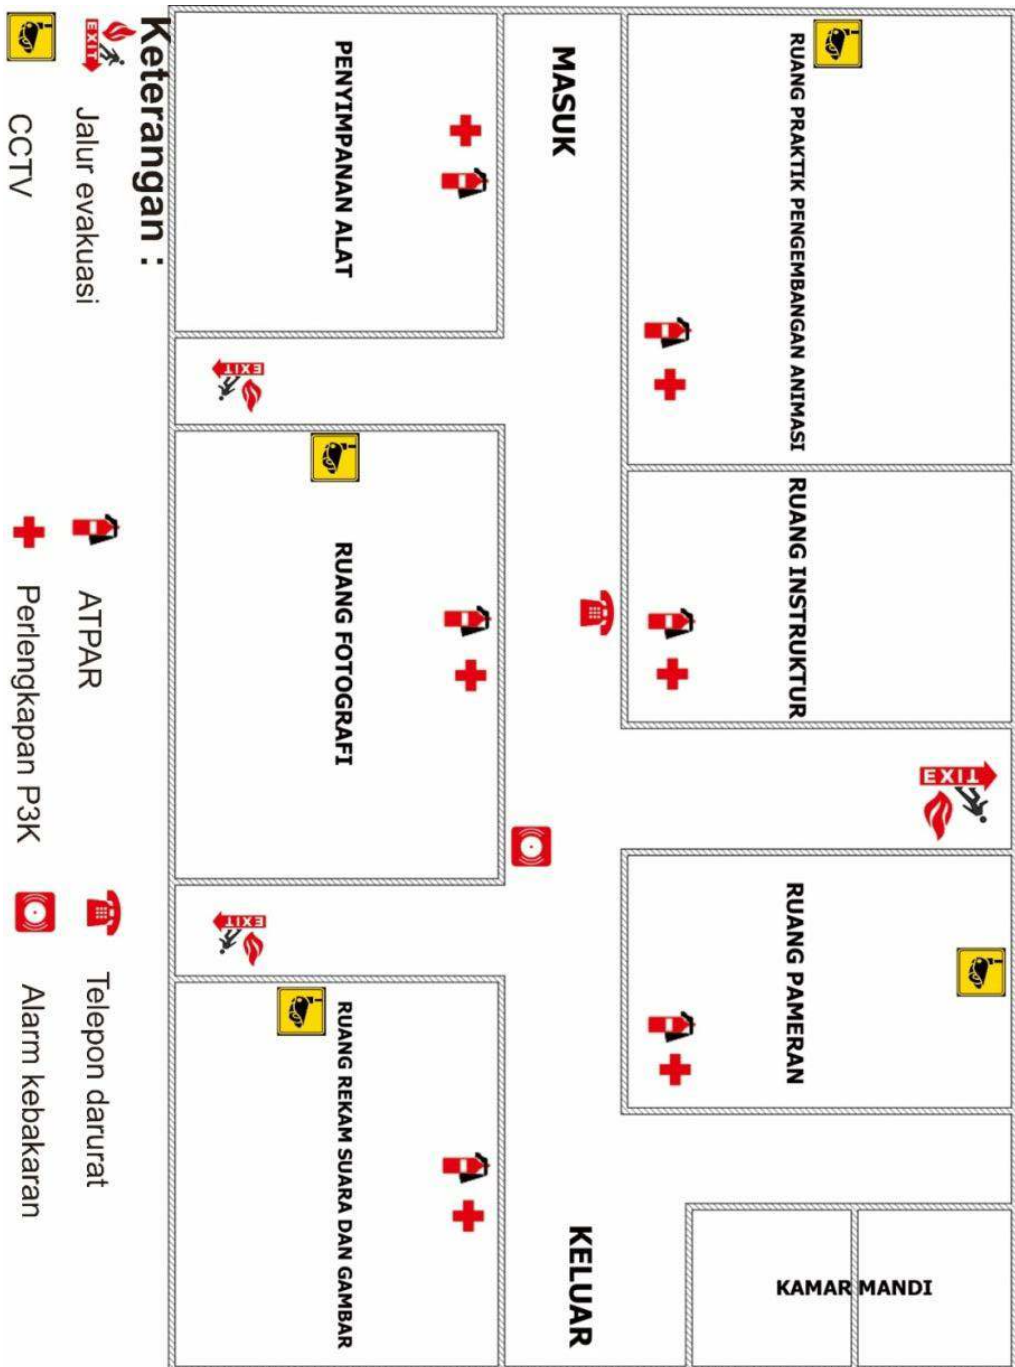 RUANG PRAKTIK PENGEMBANGAN ANIMASI
RUANG INSTRUKTUR
EXIT
RUANG PAMERAN
KAMAR MANDI
MASUK
KELUAR
PENYIMPANAN ALAT
EXIT
RUANG FOTOGRAFI
EXIT
RUANG REKAM SUARA DAN GAMBAR
Keterangan :
EXIT
Jalur evakuasi
ATPAR
Telepon darurat
CCTV
Perlengkapan P3K
Alarm kebakaran